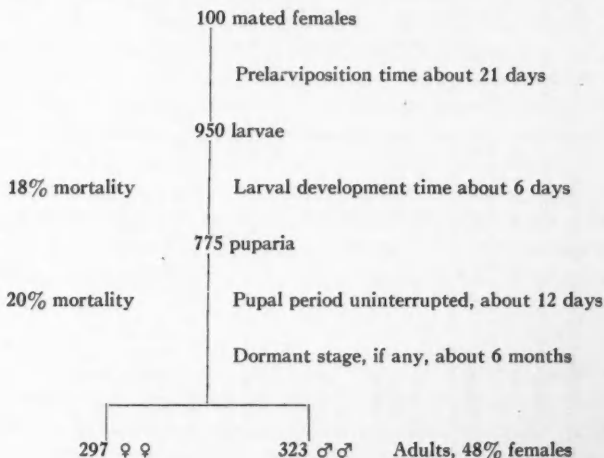 100 mated females
Prelarviposition time about 21 days
950 larvae
18% mortality Larval development time about 6 days
775 puparia
20% mortality Pupal period uninterrupted, about 12 days
Dormant stage, if any, about 6 months
297 ♀ ♀ 323 ♂♂ Adults, 48% females